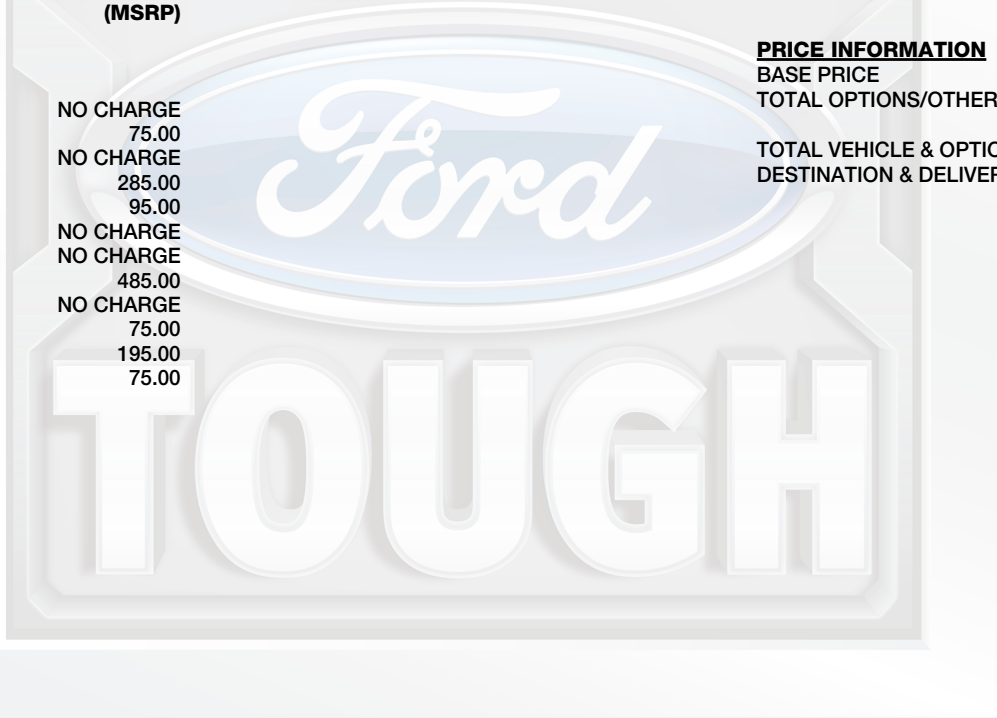 (MSRP)
NO CHARGE
75.00
NO CHARGE
285.00
95.00
NO CHARGE
NO CHARGE
485.00
NO CHARGE
75.00
195.00
75.00
PRICE INFORMATION
BASE PRICE
TOTAL OPTIONS/OTHER
TOTAL VEHICLE & OPTIO
DESTINATION & DELIVER
Ford
TOUGH